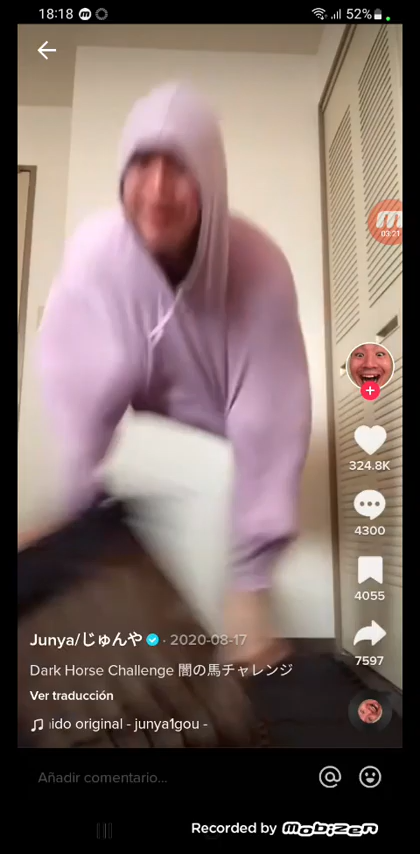 18:18
52%
03:21
324.8K
4300
4055
7597
Junya/じゅんや · 2020-08-17
Dark Horse Challenge 闇の馬チャレンジ
Ver traducción
ido original - junya1gou -
Añadir comentario...
Recorded by mobizen